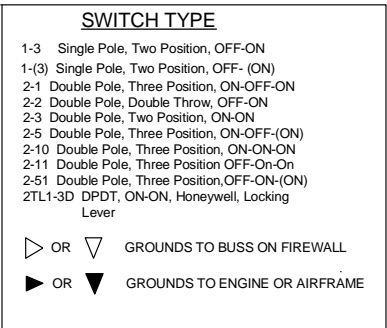 SWITCH TYPE
1-3 Single Pole, Two Position, OFF-ON
1-(3) Single Pole, Two Position, OFF- (ON)
2-1 Double Pole, Three Position, ON-OFF-ON
2-2 Double Pole, Double Throw, OFF-ON
2-3 Double Pole, Two Position, ON-ON
2-5 Double Pole, Three Position, ON-OFF-(ON)
2-10 Double Pole, Three Position, ON-ON-ON
2-11 Double Pole, Three Position OFF-On-On
2-51 Double Pole, Three Position,OFF-ON-(ON)
2TL1-3D DPDT, ON-ON, Honeywell, Locking
Lever
OR GROUNDS TO BUSS ON FIREWALL
OR GROUNDS TO ENGINE OR AIRFRAME